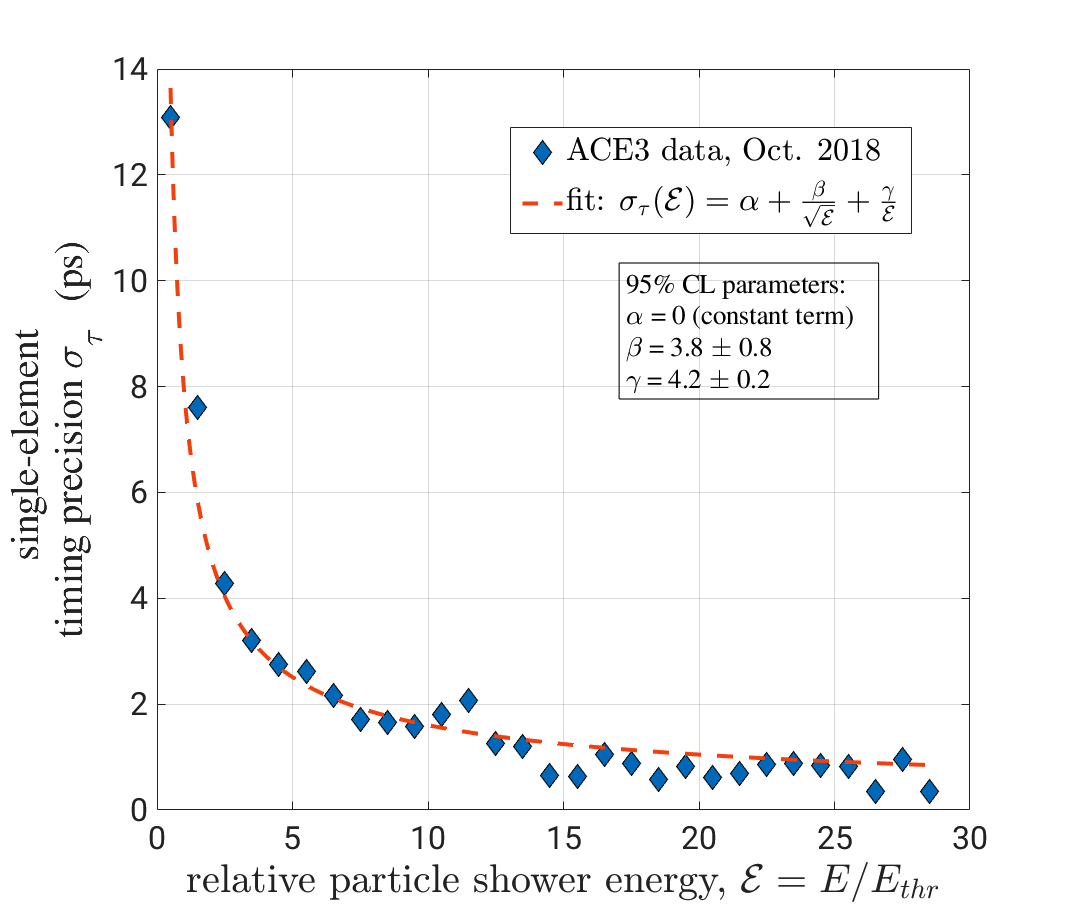 14
12
10
8
6
4
2
0
0 5 10 15 20 25 30
single-element
timing precision σ_τ (ps)
ACE3 data, Oct. 2018
fit: σ_τ(ℰ) = α + β/√ℰ + γ/ℰ
95% CL parameters:
α = 0 (constant term)
β = 3.8 ± 0.8
γ = 4.2 ± 0.2
relative particle shower energy, ℰ = E/E_thr